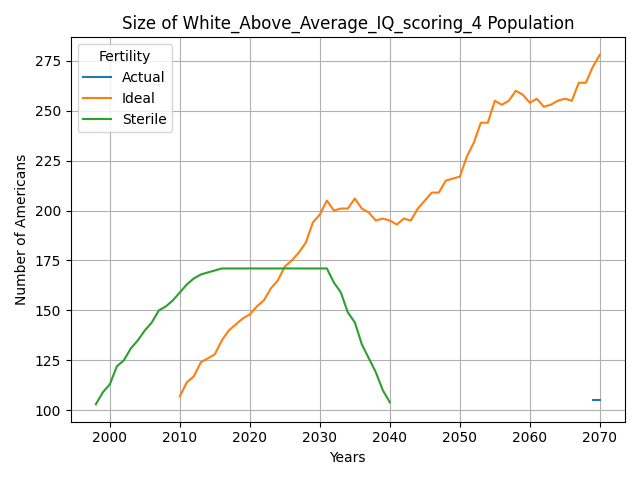 Size of White_Above_Average_IQ_scoring_4 Population
Fertility
Actual
Ideal
Sterile
Number of Americans
275
250
225
200
175
150
125
100
2000 2010 2020 2030 2040 2050 2060 2070
Years